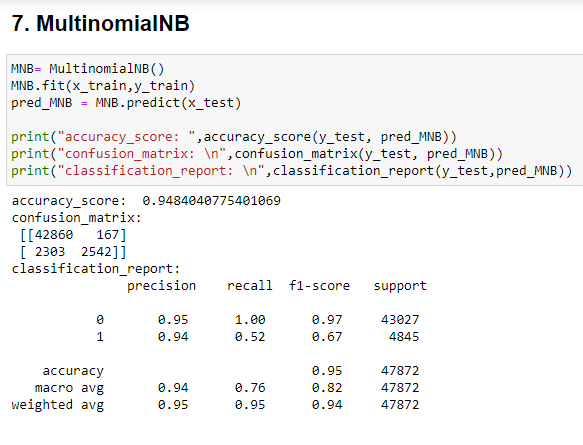 7. MultinomialNB
MNB= MultinomialNB()
MNB.fit(x_train,y_train)
pred_MNB = MNB.predict(x_test)
print("accuracy_score: ",accuracy_score(y_test, pred_MNB))
print("confusion_matrix: \n",confusion_matrix(y_test, pred_MNB))
print("classification_report: \n",classification_report(y_test,pred_MNB))
accuracy_score:  0.9484040775401069
confusion_matrix:
[[42860   167]
[ 2303  2542]]
classification_report:
precision    recall  f1-score   support
0       0.95      1.00      0.97     43027
1       0.94      0.52      0.67      4845
accuracy                           0.95     47872
macro avg       0.94      0.76      0.82     47872
weighted avg       0.95      0.95      0.94     47872